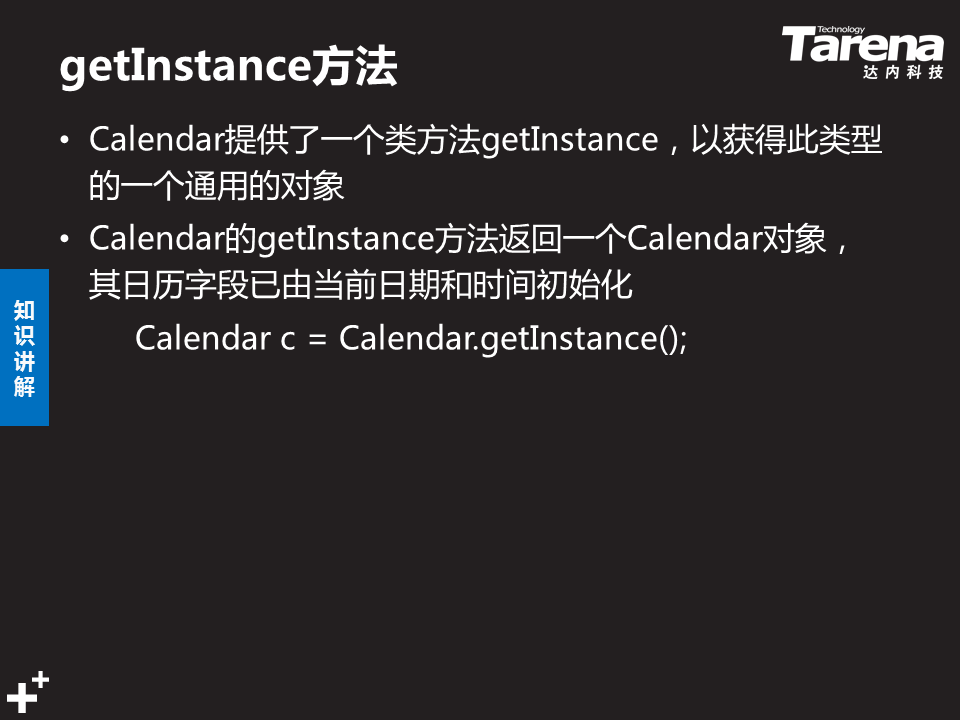 getInstance方法
Technology
Tarena
达内科技
• Calendar提供了一个类方法getInstance，以获得此类型
的一个通用的对象
• Calendar的getInstance方法返回一个Calendar对象，
其日历字段已由当前日期和时间初始化
Calendar c = Calendar.getInstance();
知
识
讲
解